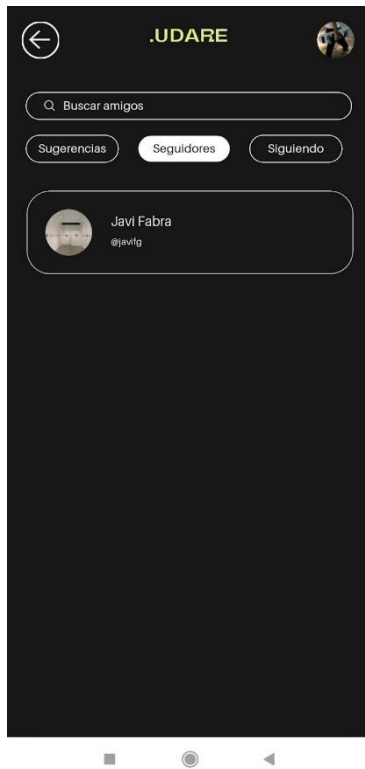 .UDARE
Buscar amigos
Sugerencias Seguidores Siguiendo
Javi Fabra
@javifg